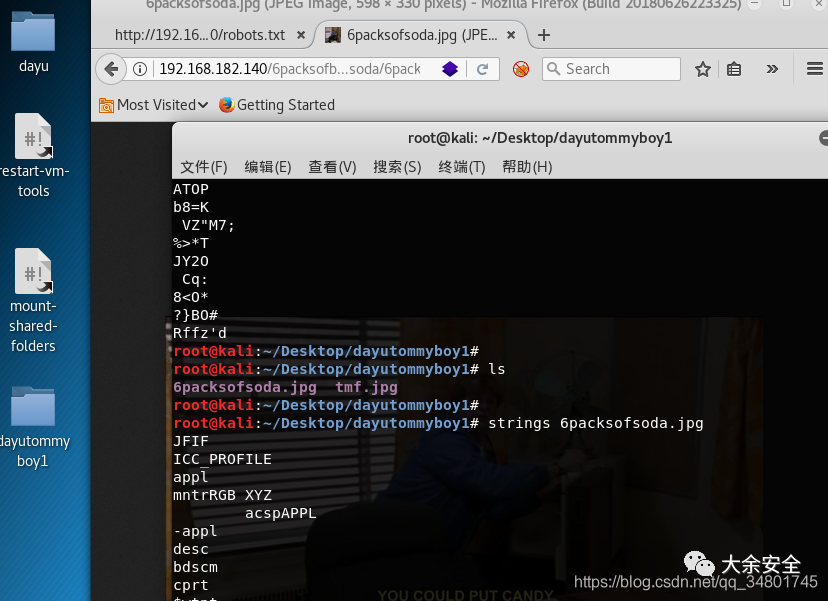 6packsofsoda.jpg (JPEG Image, 598 × 330 pixels) - Mozilla Firefox (Build 20180626223325)
http://192.16...0/robots.txt
6packsofsoda.jpg (JPE...
192.168.182.140/6packsofb...soda/6pack
Search
Most Visited
Getting Started
dayu
restart-vm-
tools
mount-
shared-
folders
dayutommy
boy1
root@kali: ~/Desktop/dayutommyboy1
文件(F) 编辑(E) 查看(V) 搜索(S) 终端(T) 帮助(H)
ATOP
b8=K
VZ"M7;
%>*T
JY2O
Cq:
8<O*
?}BO#
Rffz'd
root@kali:~/Desktop/dayutommyboy1#
root@kali:~/Desktop/dayutommyboy1# ls
6packsofsoda.jpg tmf.jpg
root@kali:~/Desktop/dayutommyboy1#
root@kali:~/Desktop/dayutommyboy1# strings 6packsofsoda.jpg
JFIF
ICC_PROFILE
appl
mntrRGB XYZ
acspAPPL
-appl
desc
bdscm
cprt
YOU COULD PUT CANDY
大余安全
https://blog.csdn.net/qq_34801745